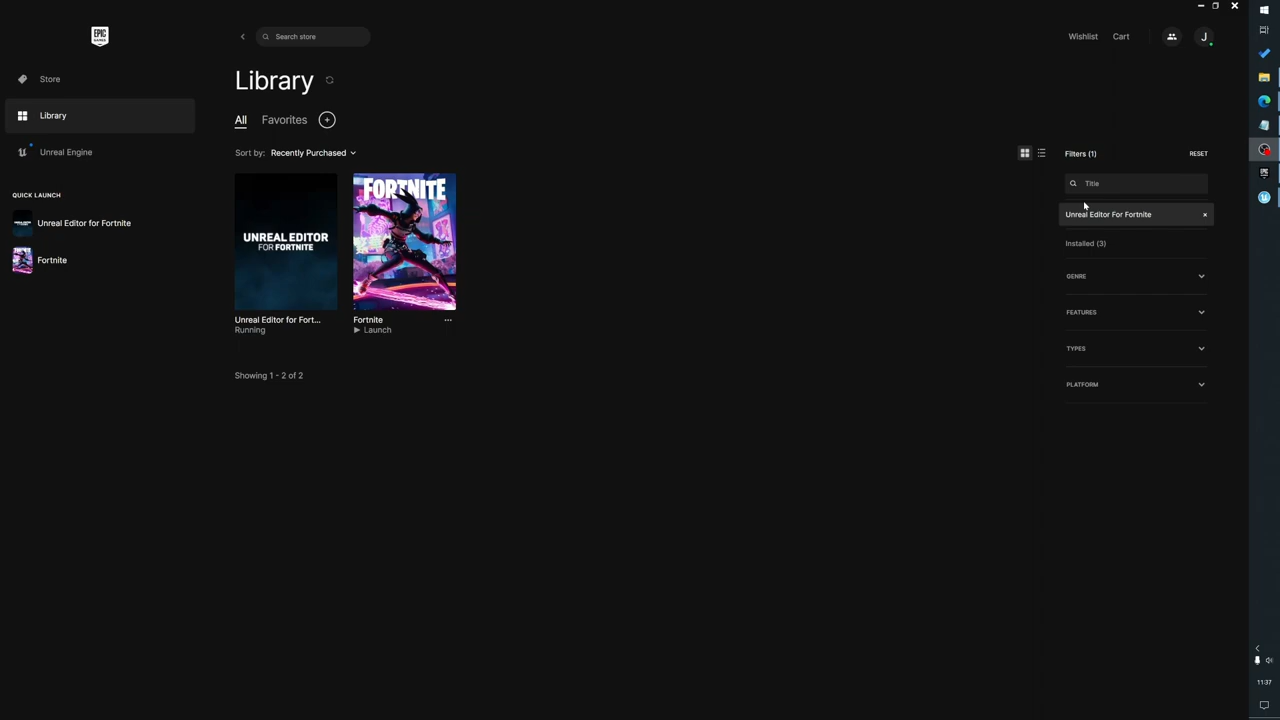 EPIC
GAMES
Search store
Wishlist
Cart
J
Store
Library
Unreal Engine
QUICK LAUNCH
Unreal Editor for Fortnite
Fortnite
Library
All
Favorites
Sort by: Recently Purchased
UNREAL EDITOR
FOR FORTNITE
Unreal Editor for Fort...
Running
FORTNITE
Fortnite
Launch
Showing 1 - 2 of 2
Filters (1)
RESET
Title
Unreal Editor For Fortnite
Installed (3)
GENRE
FEATURES
TYPES
PLATFORM
11:37